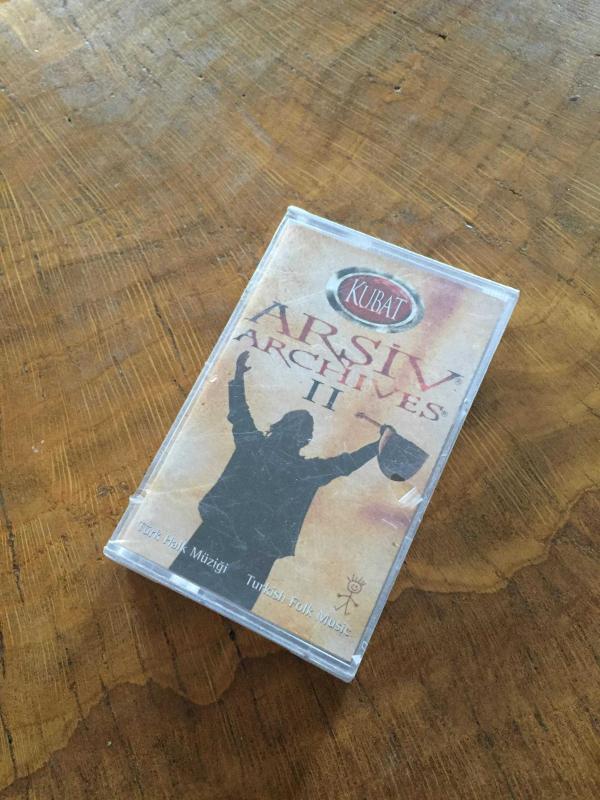 KUBAT
ARŞİV®
ARCHIVES®
II
Türk Halk Müziği
Turkish Folk Music